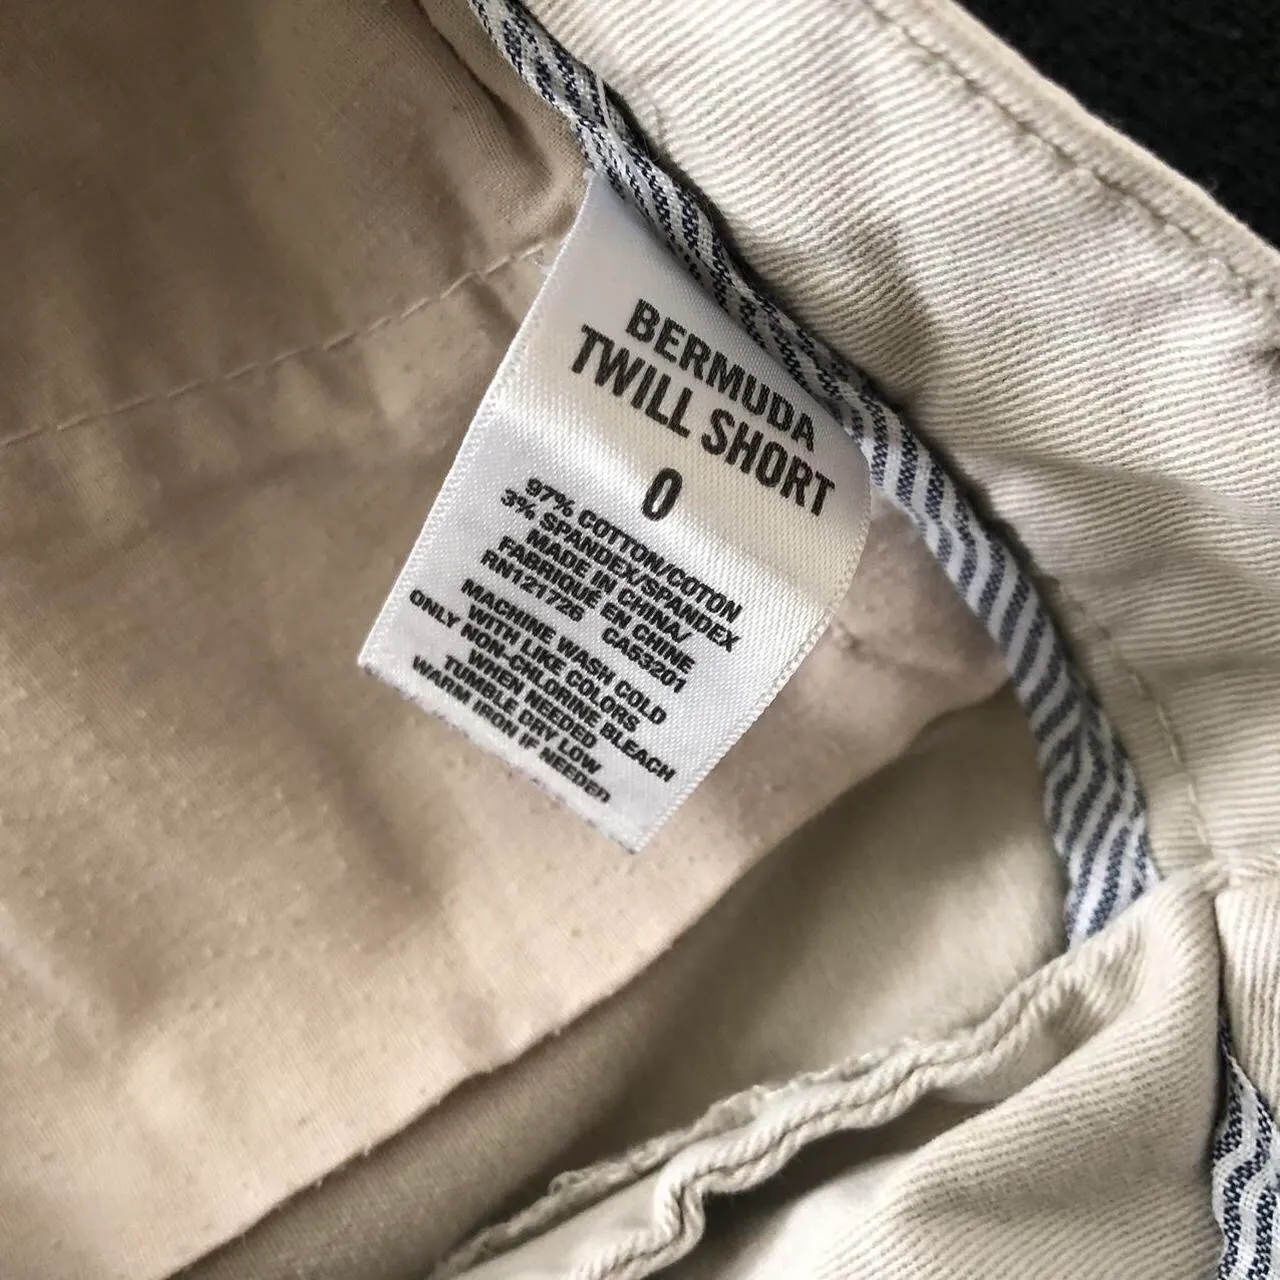 BERMUDA
TWILL SHORT
0
97% COTTON/COTON
3% SPANDEX/SPANDEX
MADE IN CHINA/
FABRIQUE EN CHINE
RN121726 CA53201
MACHINE WASH COLD
WITH LIKE COLORS
ONLY NON-CHLORINE BLEACH
WHEN NEEDED
TUMBLE DRY LOW
WARM IRON IF NEEDED